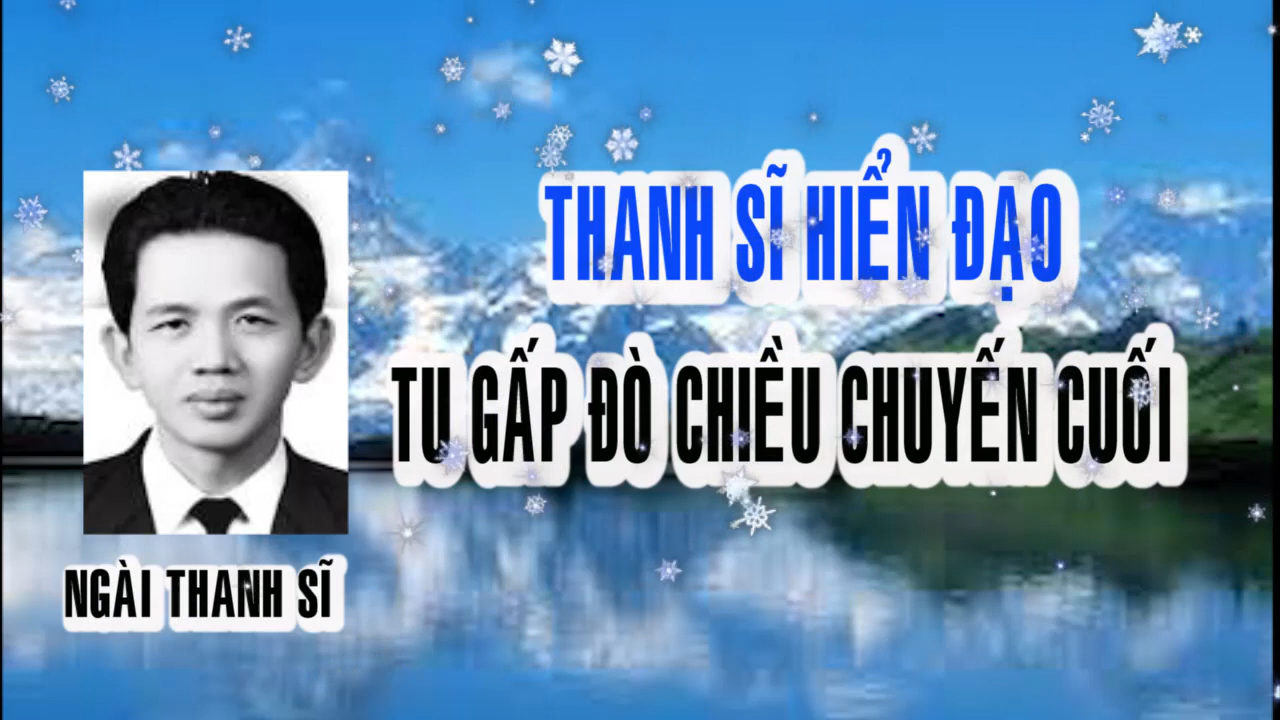 THANH SĨ HIỂN ĐẠO
TU GẤP ĐÒ CHIỀU CHUYẾN CUỐI
NGÀI THANH SĨ